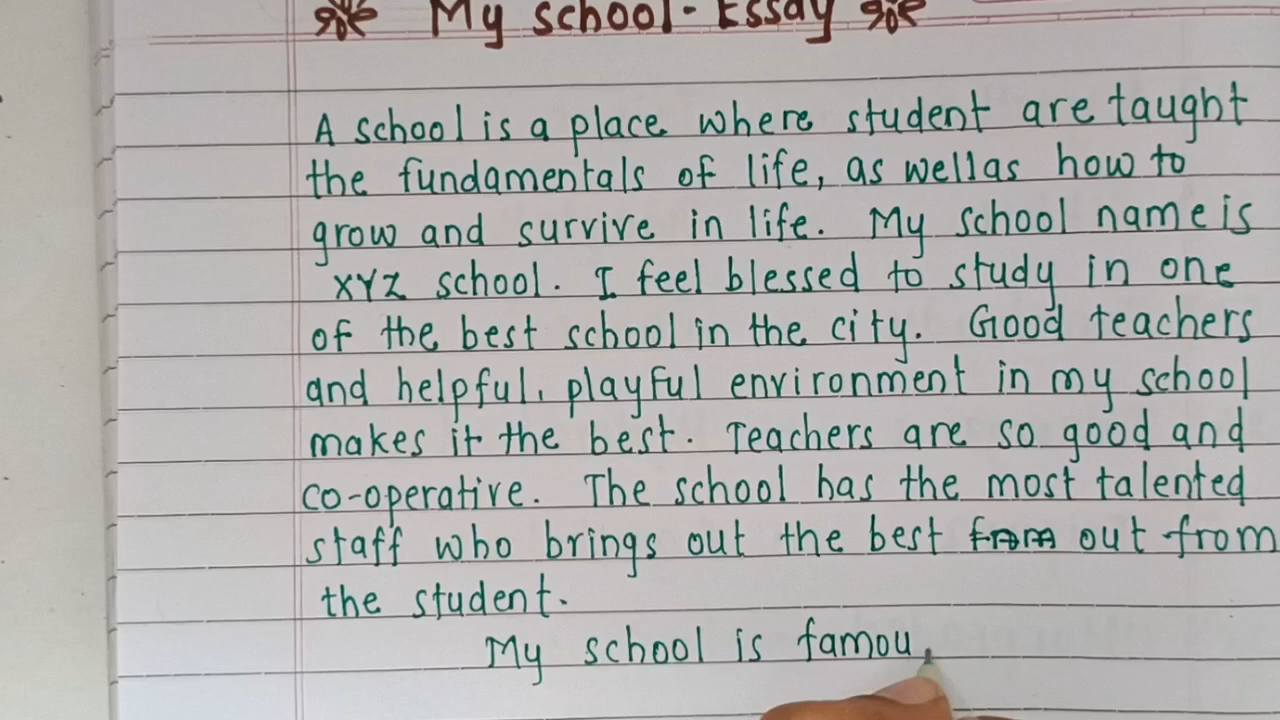 My school - Essay
A school is a place where student are taught
the fundamentals of life, as wellas how to
grow and survive in life. My school name is
XYZ school. I feel blessed to study in one
of the best school in the city. Good teachers
and helpful, playful environment in my school
makes it the best. Teachers are so good and
co-operative. The school has the most talented
staff who brings out the best from out from
the student.
My school is famou